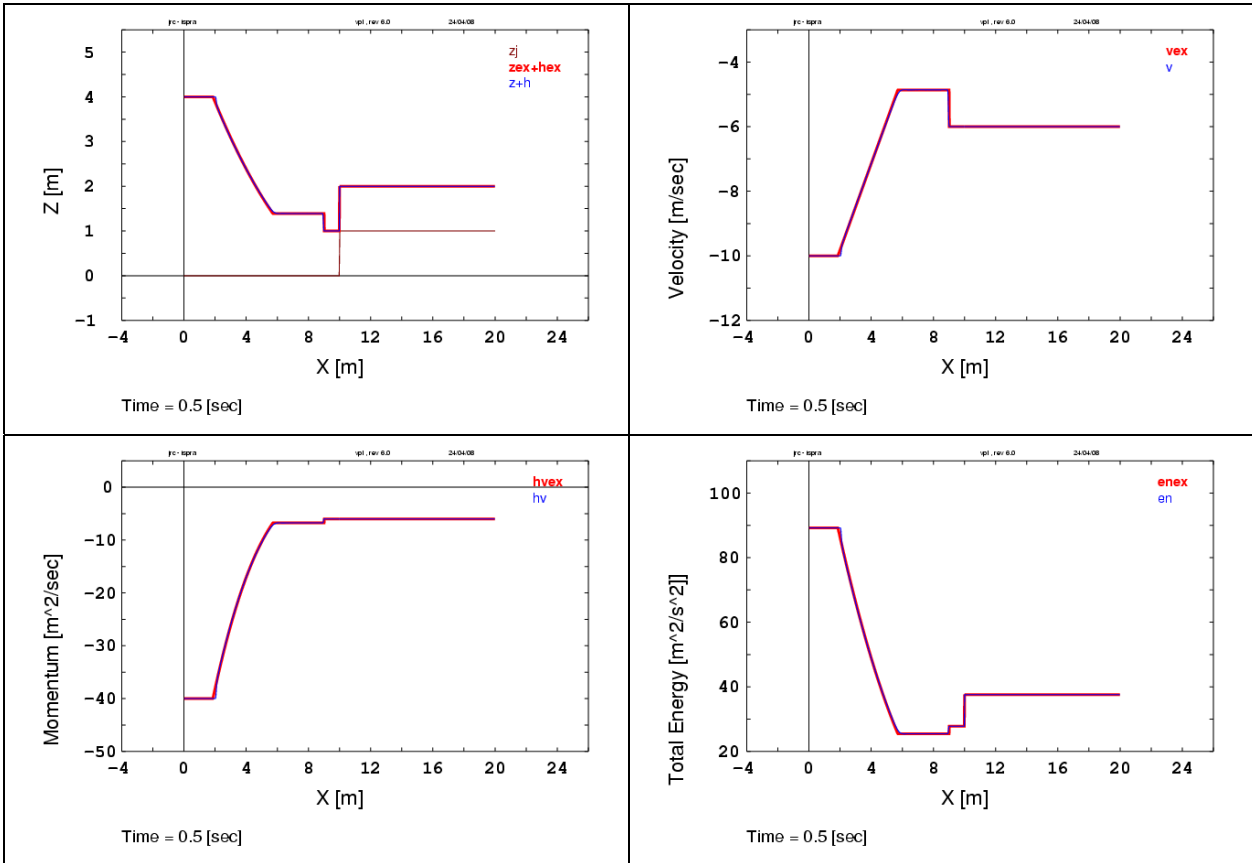 jrc - ispra vpl , rev 6.0 24/04/08
Z [m]
5
4
3
2
1
0
−1
zj
zex+hex
z+h
−4 0 4 8 12 16 20 24
X [m]
Time = 0.5 [sec]
jrc - ispra vpl , rev 6.0 24/04/08
Velocity [m/sec]
−4
−6
−8
−10
−12
vex
v
−4 0 4 8 12 16 20 24
X [m]
Time = 0.5 [sec]
jrc - ispra vpl , rev 6.0 24/04/08
Momentum [m^2/sec]
0
−10
−20
−30
−40
−50
hvex
hv
−4 0 4 8 12 16 20 24
X [m]
Time = 0.5 [sec]
jrc - ispra vpl , rev 6.0 24/04/08
Total Energy [m^2/s^2]]
100
80
60
40
20
enex
en
−4 0 4 8 12 16 20 24
X [m]
Time = 0.5 [sec]